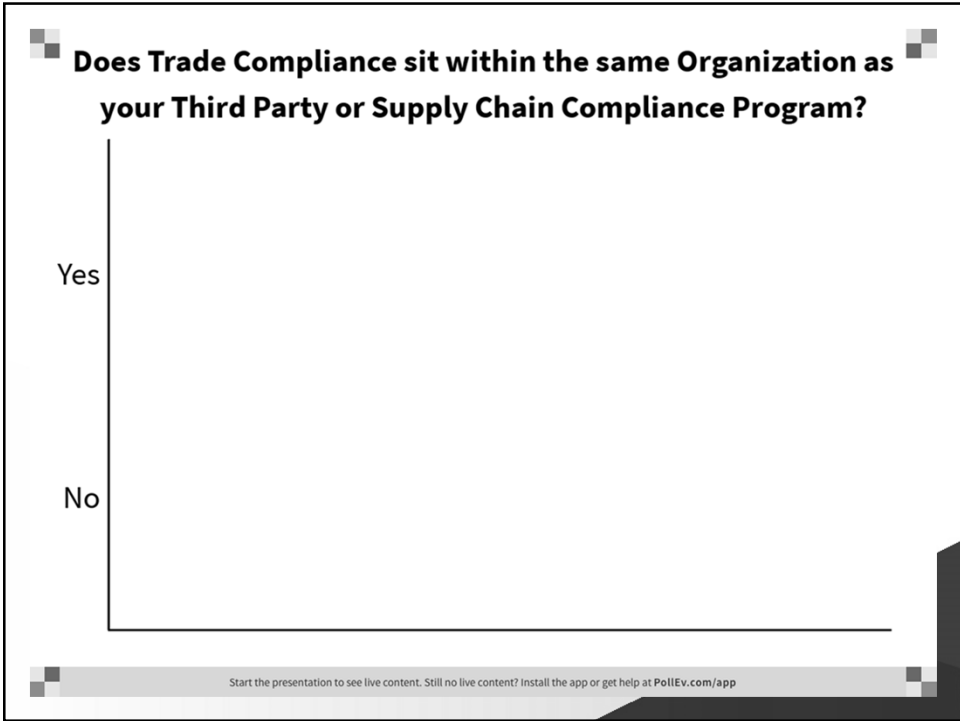 Does Trade Compliance sit within the same Organization as
your Third Party or Supply Chain Compliance Program?
Yes
No
Start the presentation to see live content. Still no live content? Install the app or get help at PollEv.com/app